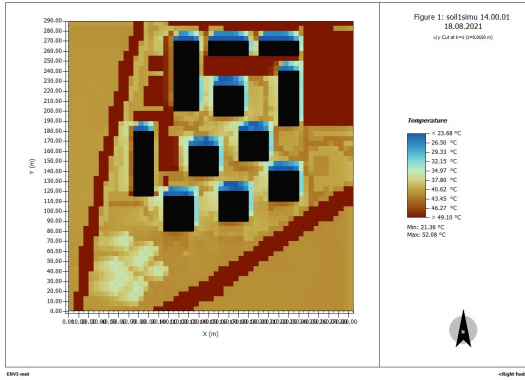 Figure 1: soil1simu 14.00.01
18.08.2021
x/y Cut at k=1 (z=0.0150 m)
290.00
280.00
270.00
260.00
250.00
240.00
230.00
220.00
210.00
200.00
190.00
180.00
170.00
160.00
150.00
140.00
130.00
120.00
110.00
100.00
90.00
80.00
70.00
60.00
50.00
40.00
30.00
20.00
10.00
0.00
Y (m)
X (m)
Temperature
< 23.68 °C
26.50 °C
29.33 °C
32.15 °C
34.97 °C
37.80 °C
40.62 °C
43.45 °C
46.27 °C
> 49.10 °C
Min: 21.36 °C
Max: 52.08 °C
N
ENVI-met
<Right foot